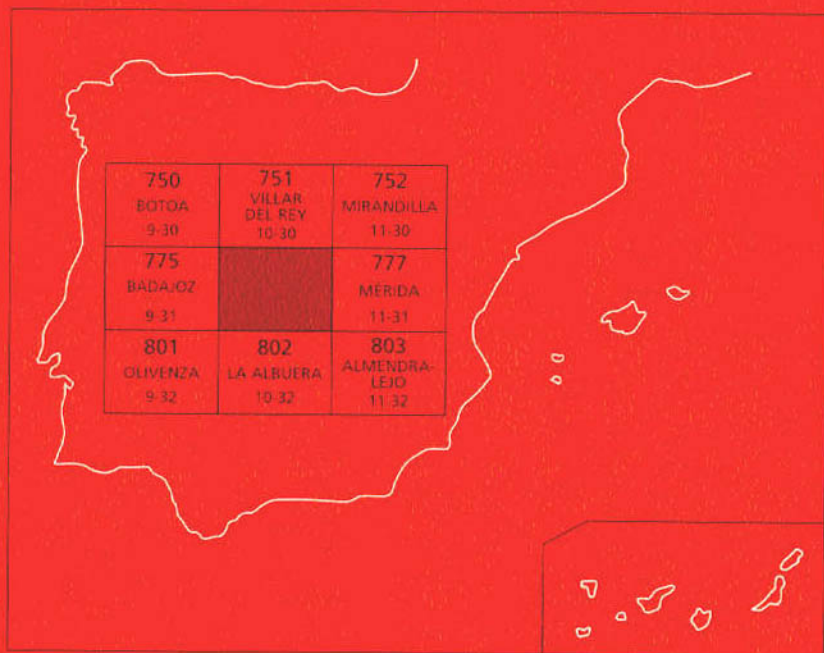 750
BOTOA
9-30
751
VILLAR
DEL REY
10-30
752
MIRANDILLA
11-30
775
BADAJOZ
9-31
777
MÉRIDA
11-31
801
OLIVENZA
9-32
802
LA ALBUERA
10-32
803
ALMENDRA-
LEJO
11-32